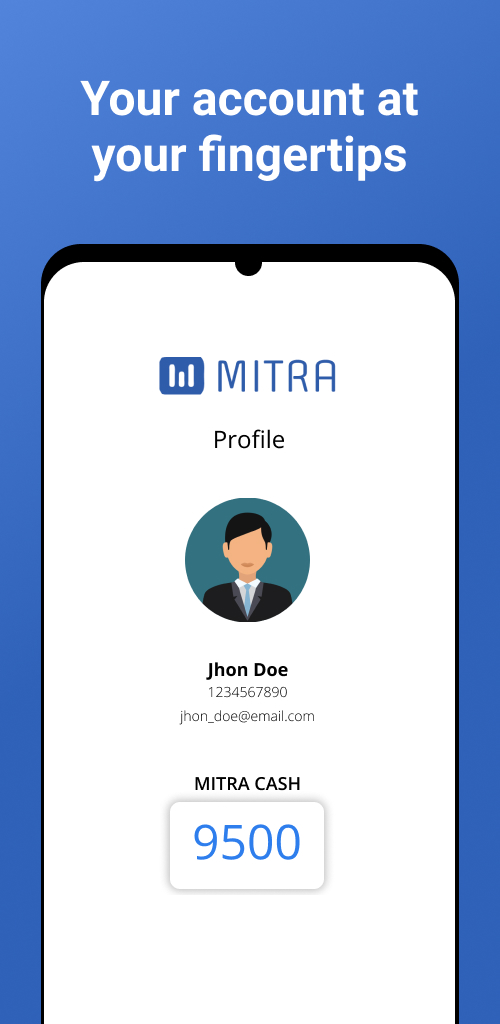 Your account at
your fingertips
MITRA
Profile
Jhon Doe
1234567890
jhon_doe@email.com
MITRA CASH
9500